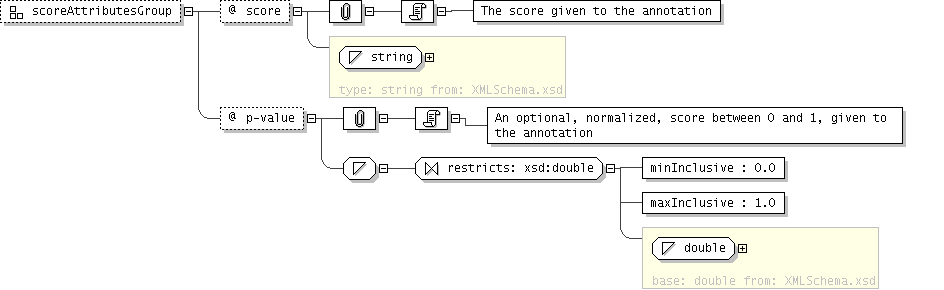 scoreAttributesGroup
@ score
The score given to the annotation
string
type: string from: XMLSchema.xsd
@ p-value
An optional, normalized, score between 0 and 1, given to
the annotation
restricts: xsd:double
minInclusive : 0.0
maxInclusive : 1.0
double
base: double from: XMLSchema.xsd